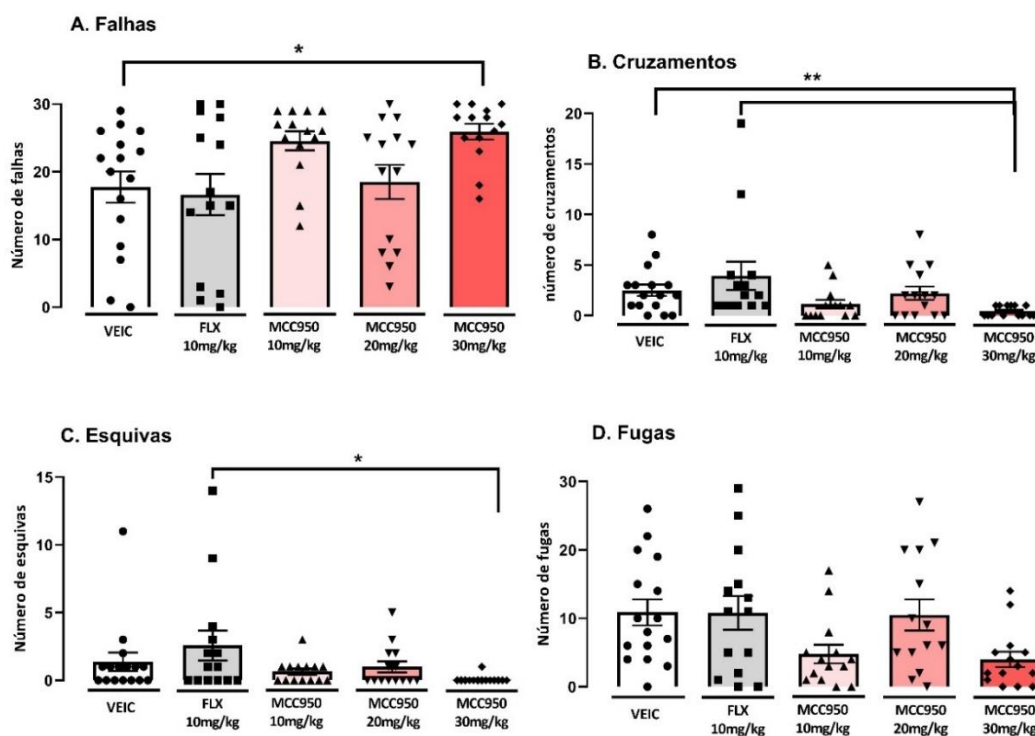 A. Falhas
*
Número de falhas
30
20
10
0
VEIC
FLX
10mg/kg
MCC950
10mg/kg
MCC950
20mg/kg
MCC950
30mg/kg
B. Cruzamentos
**
número de cruzamentos
20
15
10
5
0
VEIC
FLX
10mg/kg
MCC950
10mg/kg
MCC950
20mg/kg
MCC950
30mg/kg
C. Esquivas
*
Número de esquivas
15
10
5
0
VEIC
FLX
10mg/kg
MCC950
10mg/kg
MCC950
20mg/kg
MCC950
30mg/kg
D. Fugas
Número de fugas
30
20
10
0
VEIC
FLX
10mg/kg
MCC950
10mg/kg
MCC950
20mg/kg
MCC950
30mg/kg